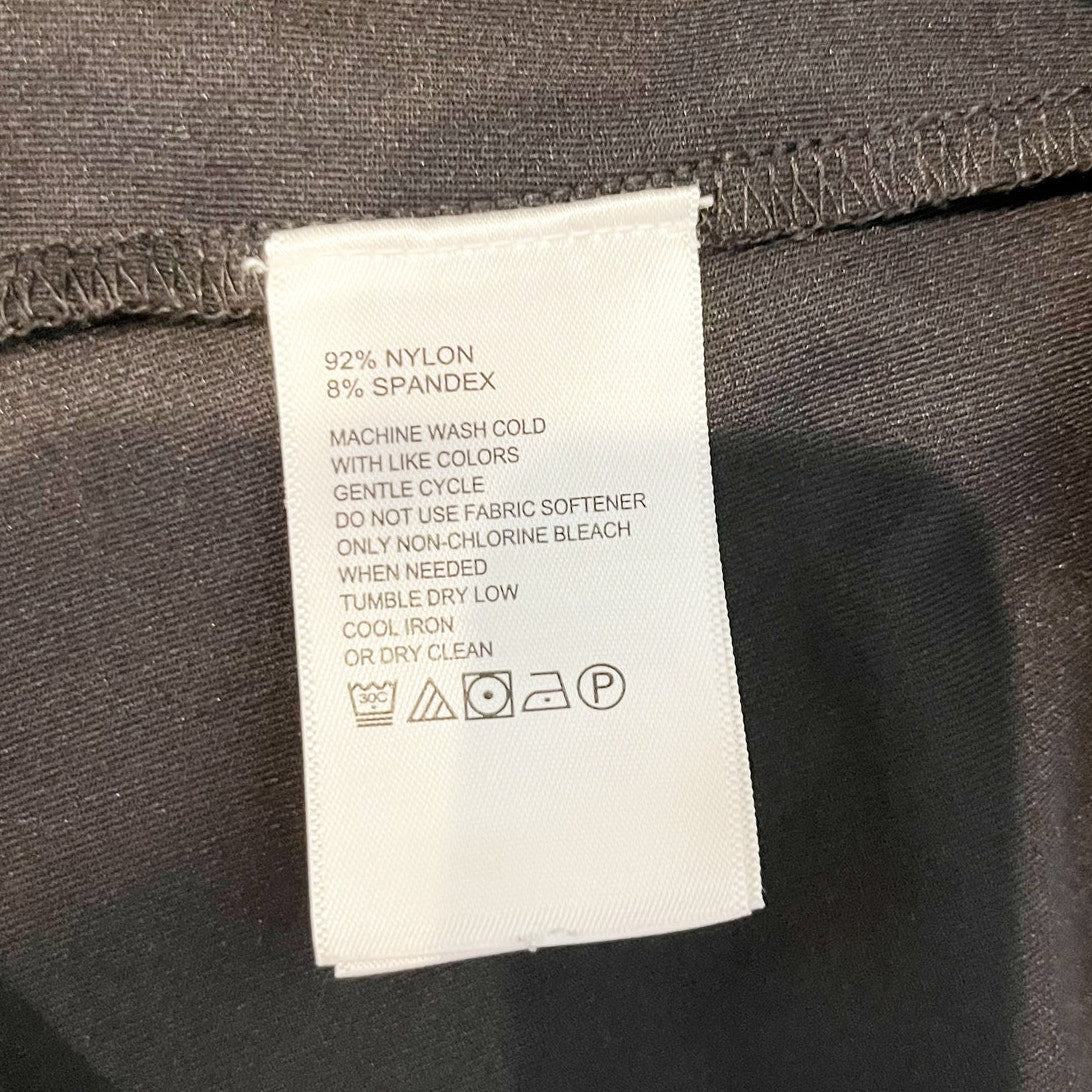 92% NYLON
8% SPANDEX
MACHINE WASH COLD
WITH LIKE COLORS
GENTLE CYCLE
DO NOT USE FABRIC SOFTENER
ONLY NON-CHLORINE BLEACH
WHEN NEEDED
TUMBLE DRY LOW
COOL IRON
OR DRY CLEAN
30C P